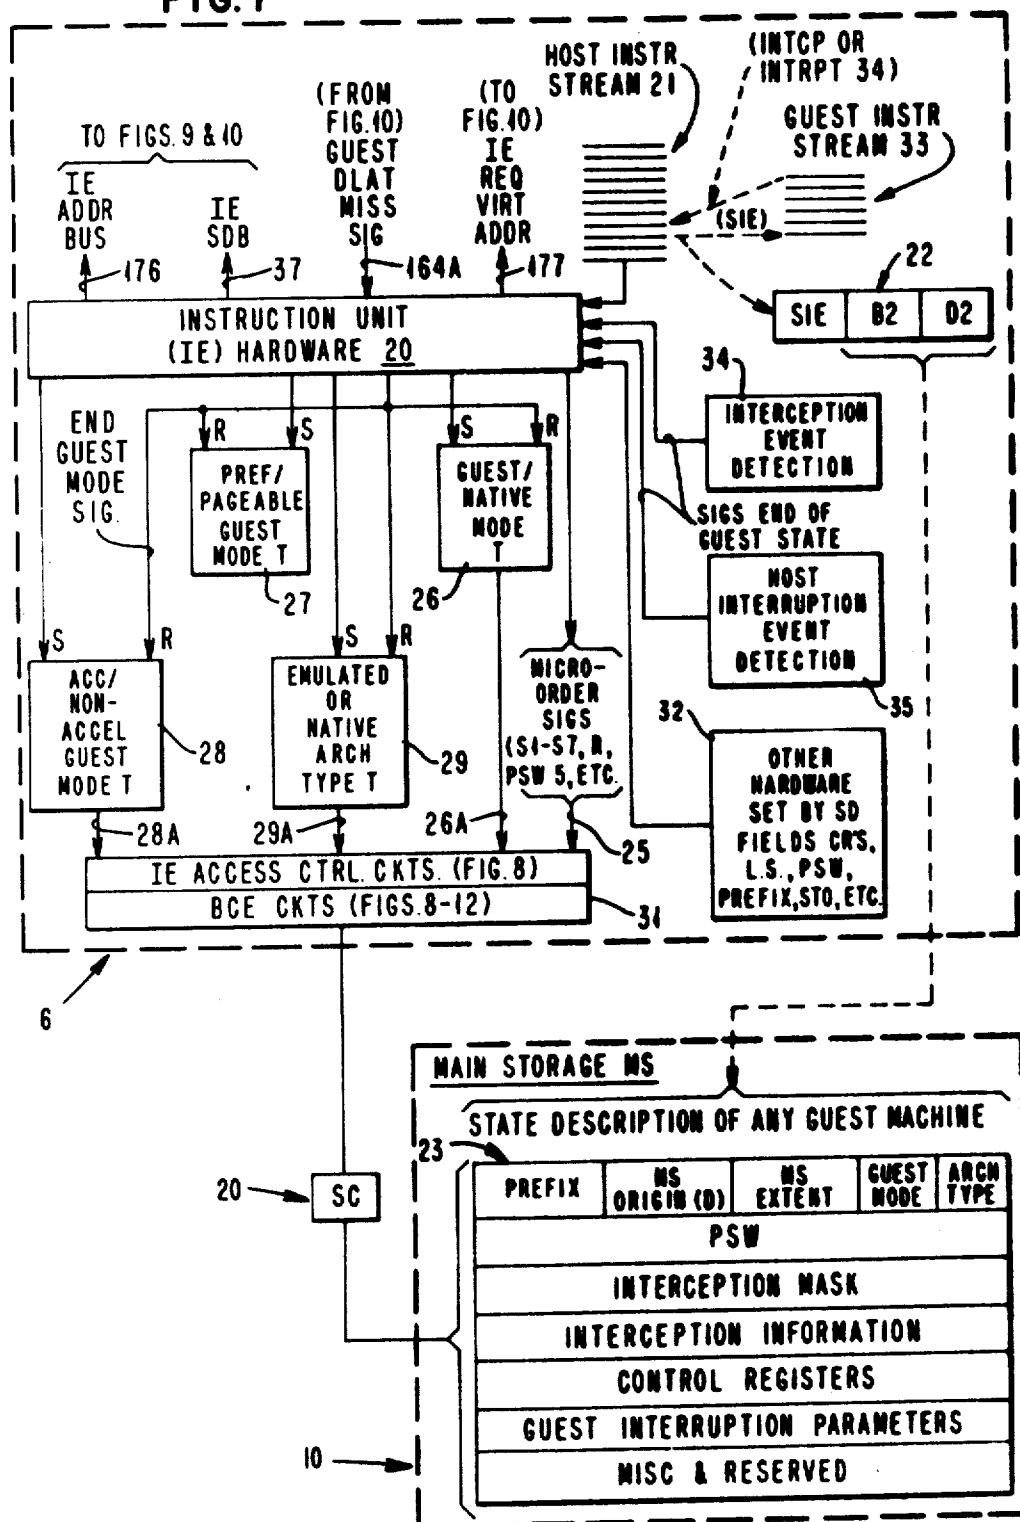 FIG. 7
HOST INSTR
STREAM 21
(INTCP OR
INTRPT 34)
GUEST INSTR
STREAM 33
(SIE)
TO FIGS. 9 & 10
IE
ADDR
BUS
176
IE
SDB
37
(FROM
FIG.10)
GUEST
DLAT
MISS
SIG
164A
(TO
FIG.10)
IE
REQ
VIRT
ADDR
177
22
SIE B2 D2
INSTRUCTION UNIT
(IE) HARDWARE 20
34
INTERCEPTION
EVENT
DETECTION
SIGS END OF
GUEST STATE
END
GUEST
MODE
SIG.
R S
PREF/
PAGEABLE
GUEST
MODE T
27
S R
GUEST/
NATIVE
MODE
T
26
HOST
INTERRUPTION
EVENT
DETECTION
35
S R
ACC/
NON-
ACCEL
GUEST
MODE T
28
S R
EMULATED
OR
NATIVE
ARCH
TYPE T
29
MICRO-
ORDER
SIGS
(S1-S7, R,
PSW 5, ETC.
32
OTHER
HARDWARE
SET BY SD
FIELDS CR'S,
L.S., PSW,
PREFIX, STO, ETC.
28A
29A
26A
25
IE ACCESS CTRL. CKTS. (FIG. 8)
BCE CKTS (FIGS. 8-12)
31
6
MAIN STORAGE MS
STATE DESCRIPTION OF ANY GUEST MACHINE
23
20
SC
PREFIX
MS
ORIGIN (D)
MS
EXTENT
GUEST
MODE
ARCH
TYPE
PSW
INTERCEPTION MASK
INTERCEPTION INFORMATION
CONTROL REGISTERS
GUEST INTERRUPTION PARAMETERS
MISC & RESERVED
10